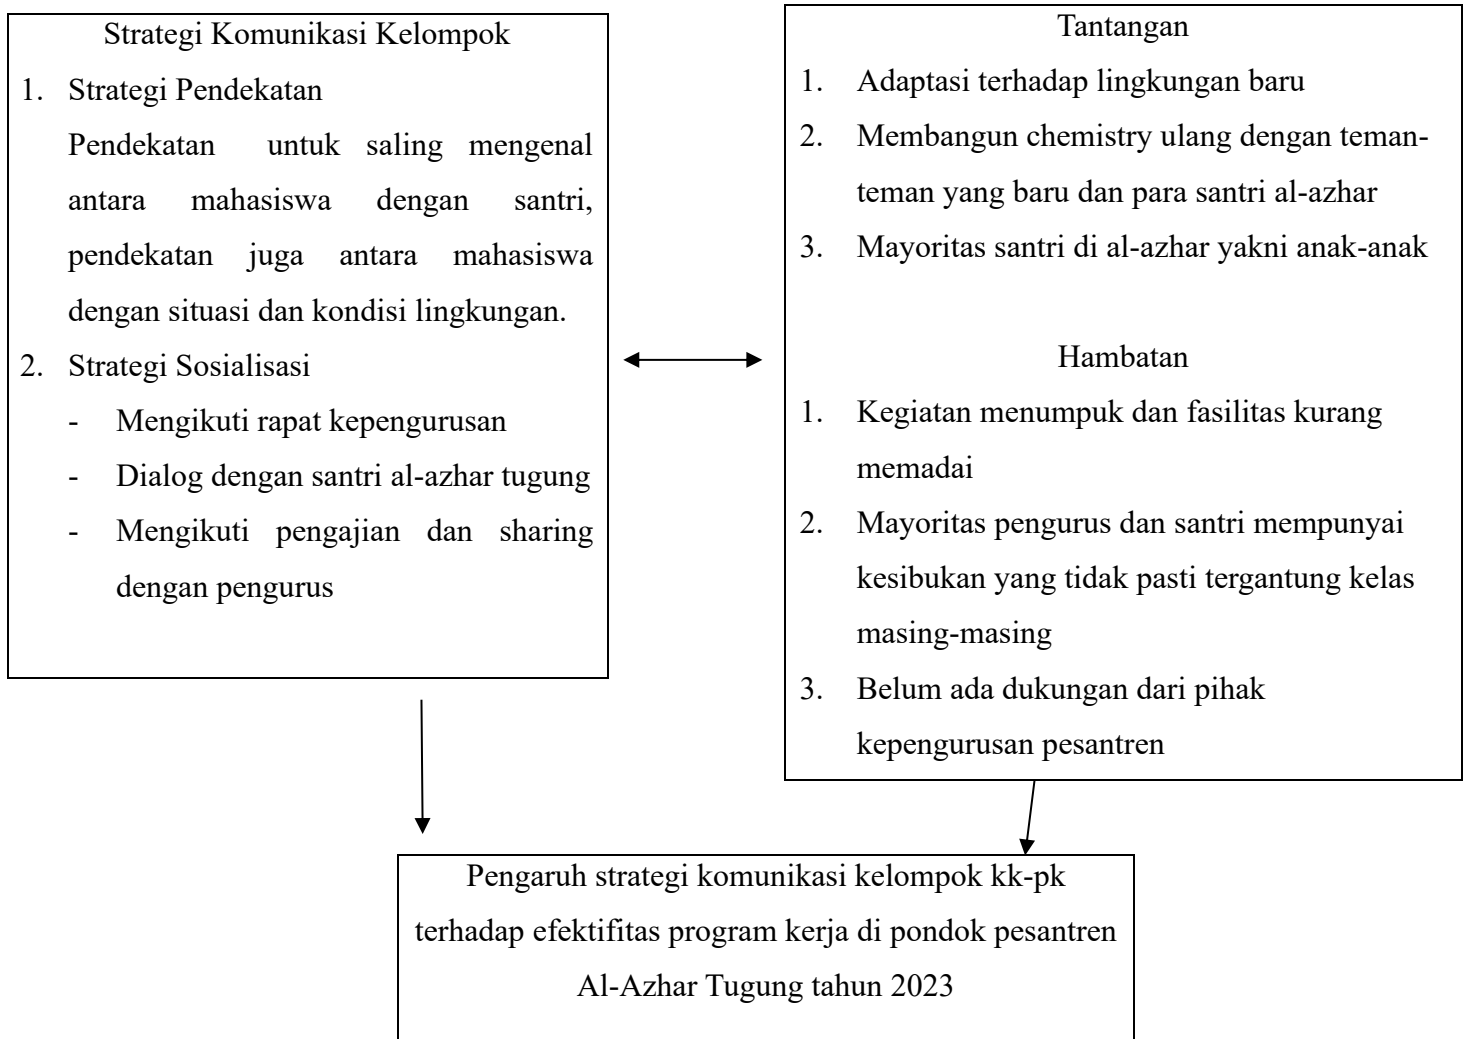 Strategi Komunikasi Kelompok
1. Strategi Pendekatan
Pendekatan untuk saling mengenal
antara mahasiswa dengan santri,
pendekatan juga antara mahasiswa
dengan situasi dan kondisi lingkungan.
2. Strategi Sosialisasi
- Mengikuti rapat kepengurusan
- Dialog dengan santri al-azhar tugung
- Mengikuti pengajian dan sharing
dengan pengurus
Tantangan
1. Adaptasi terhadap lingkungan baru
2. Membangun chemistry ulang dengan teman-
teman yang baru dan para santri al-azhar
3. Mayoritas santri di al-azhar yakni anak-anak
Hambatan
1. Kegiatan menumpuk dan fasilitas kurang
memadai
2. Mayoritas pengurus dan santri mempunyai
kesibukan yang tidak pasti tergantung kelas
masing-masing
3. Belum ada dukungan dari pihak
kepengurusan pesantren
Pengaruh strategi komunikasi kelompok kk-pk
terhadap efektifitas program kerja di pondok pesantren
Al-Azhar Tugung tahun 2023